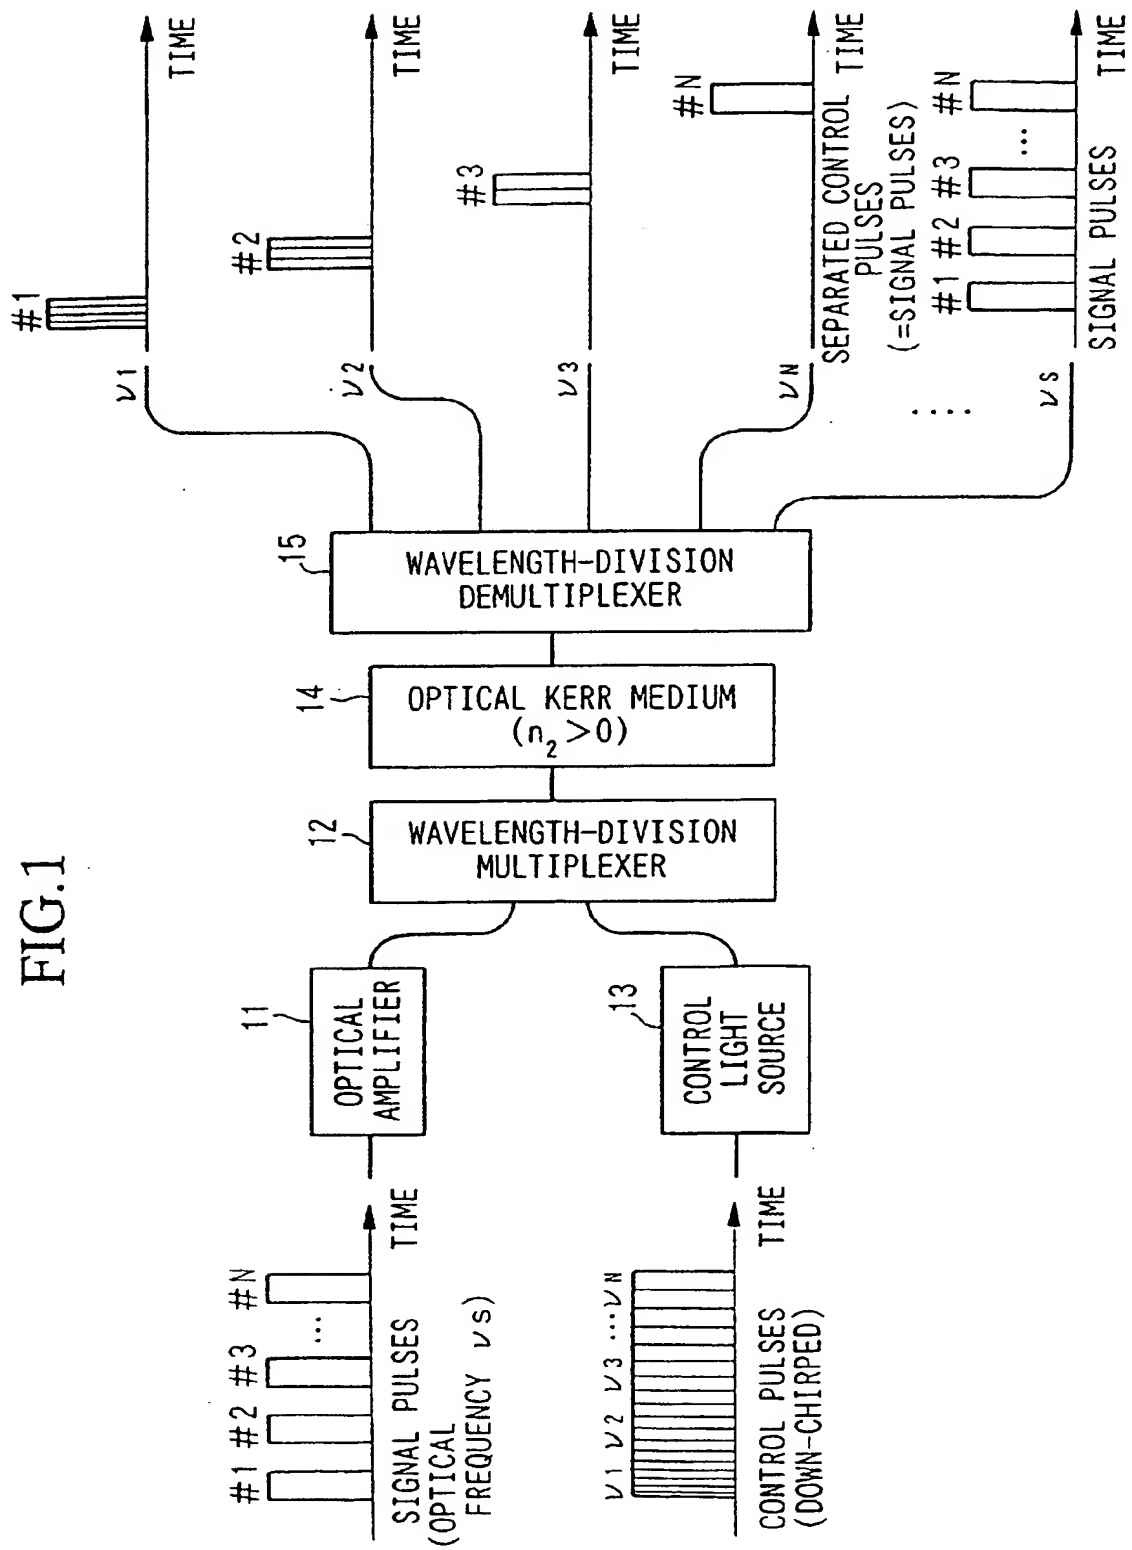 FIG.1
#1 #2 #3 ... #N
TIME
SIGNAL PULSES
(OPTICAL
FREQUENCY νs)
ν1 ν2 ν3 ...νN
TIME
CONTROL PULSES
(DOWN-CHIRPED)
11
OPTICAL
AMPLIFIER
13
CONTROL
LIGHT
SOURCE
12
WAVELENGTH-DIVISION
MULTIPLEXER
14
OPTICAL KERR MEDIUM
(n2>0)
15
WAVELENGTH-DIVISION
DEMULTIPLEXER
ν1
#1
TIME
ν2
#2
TIME
ν3
#3
TIME
νN
#N
TIME
SEPARATED CONTROL
PULSES
(=SIGNAL PULSES)
....
νS
#1 #2 #3 ... #N
TIME
SIGNAL PULSES